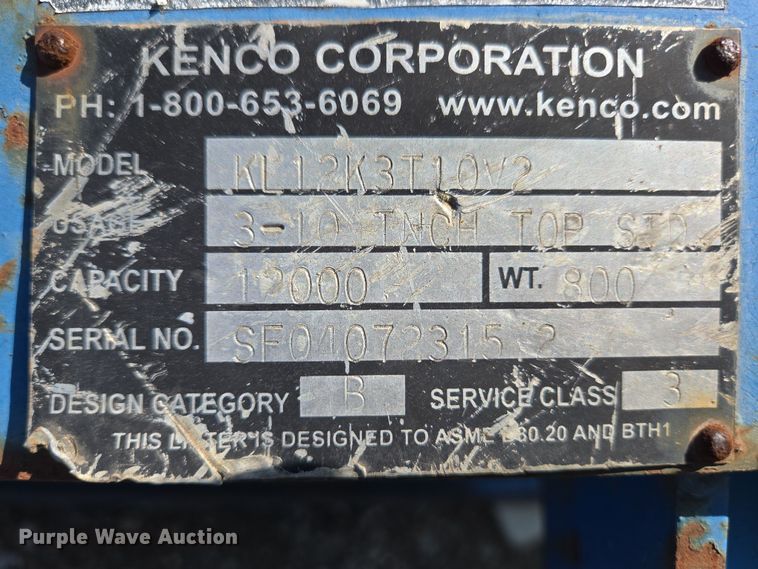 KENCO CORPORATION
PH: 1-800-653-6069 www.kenco.com
MODEL KL12K3T10V2
USAGE 3-10 INCH TOP STD
CAPACITY 12000 WT. 800
SERIAL NO. SF04072315.2
DESIGN CATEGORY B SERVICE CLASS 3
THIS LIFTER IS DESIGNED TO ASME B30.20 AND BTH1
Purple Wave Auction